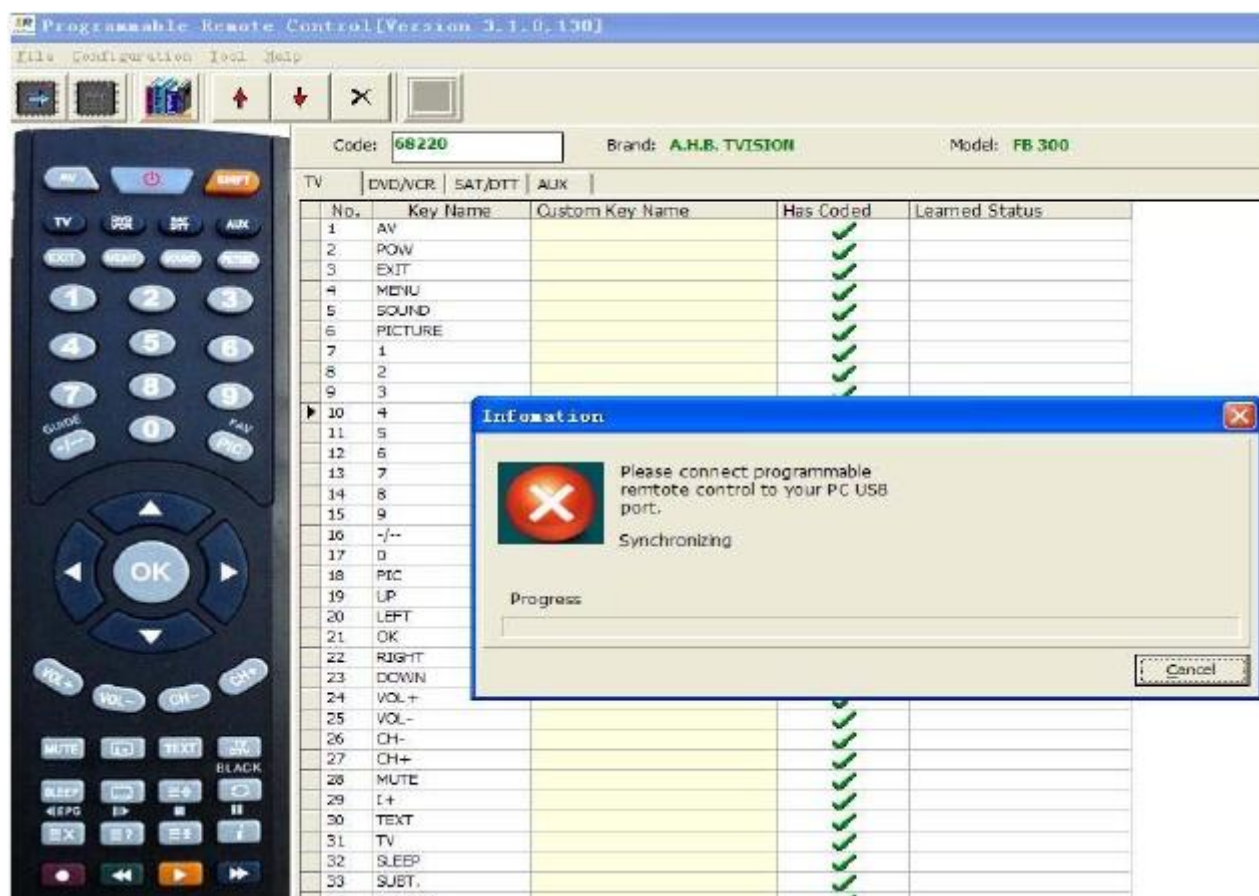 Programmable Remote Control[Version 3.1.0.130]
File Configuration Tool Help
Code: 68220 Brand: A.H.B. TVISION Model: FB 300
TV DVD/VCR SAT/DTT AUX
No. Key Name Custom Key Name Has Coded Learned Status
1 AV
2 POW
3 EXIT
4 MENU
5 SOUND
6 PICTURE
7 1
8 2
9 3
10 4
11 5
12 6
13 7
14 8
15 9
16 -/--
17 0
18 PIC
19 UP
20 LEFT
21 OK
22 RIGHT
23 DOWN
24 VOL+
25 VOL-
26 CH-
27 CH+
28 MUTE
29 I+
30 TEXT
31 TV
32 SLEEP
33 SUBT.
Infomation
Please connect programmable
remtote control to your PC USB
port.
Synchronizing
Progress
Cancel
AV SHIFT
TV DVD VCR SAT DTT AUX
EXIT MENU SOUND PICTURE
1 2 3
4 5 6
7 8 9
GUIDE 0 FAV
-/-- PIC
OK
VOL+ VOL- CH- CH+
MUTE TEXT
BLACK
SLEEP
EPG